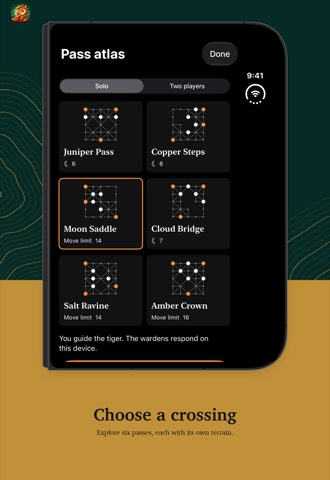 Pass atlas
Done
9:41
Solo
Two players
Juniper Pass
6
Copper Steps
8
Moon Saddle
Move limit 14
Cloud Bridge
7
Salt Ravine
Move limit 14
Amber Crown
Move limit 16
You guide the tiger. The wardens respond on
this device.
Choose a crossing
Explore six passes, each with its own terrain.